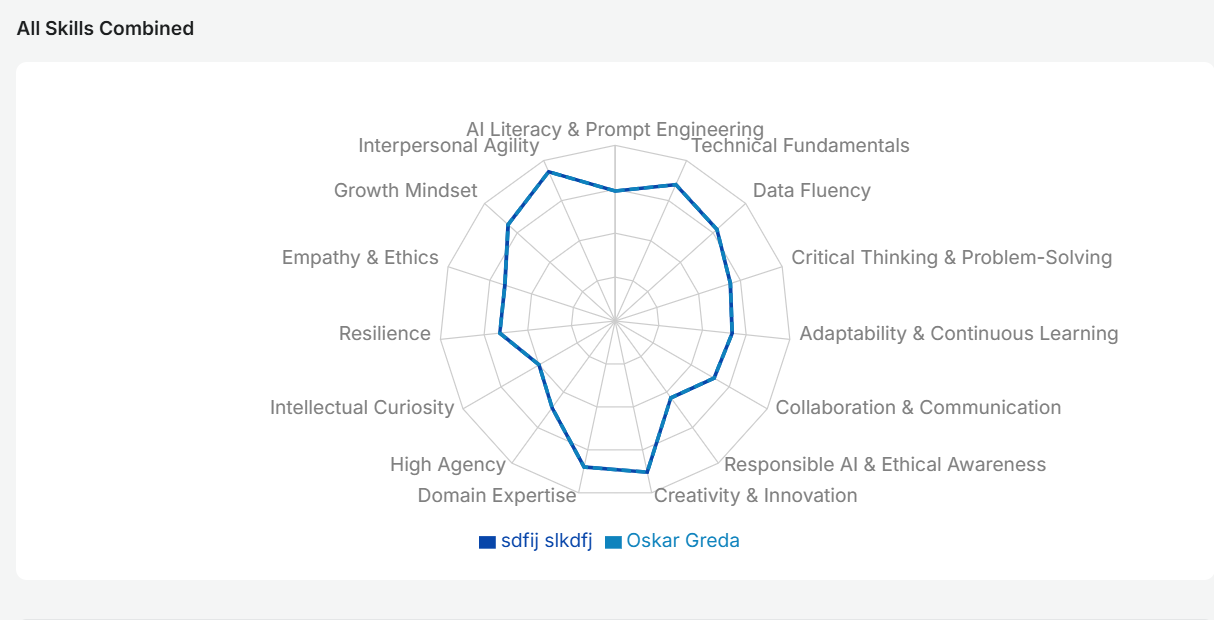 All Skills Combined
AI Literacy & Prompt Engineering
Interpersonal Agility
Technical Fundamentals
Growth Mindset
Data Fluency
Empathy & Ethics
Critical Thinking & Problem-Solving
Resilience
Adaptability & Continuous Learning
Intellectual Curiosity
Collaboration & Communication
High Agency
Responsible AI & Ethical Awareness
Domain Expertise
Creativity & Innovation
sdfij slkdfj
Oskar Greda